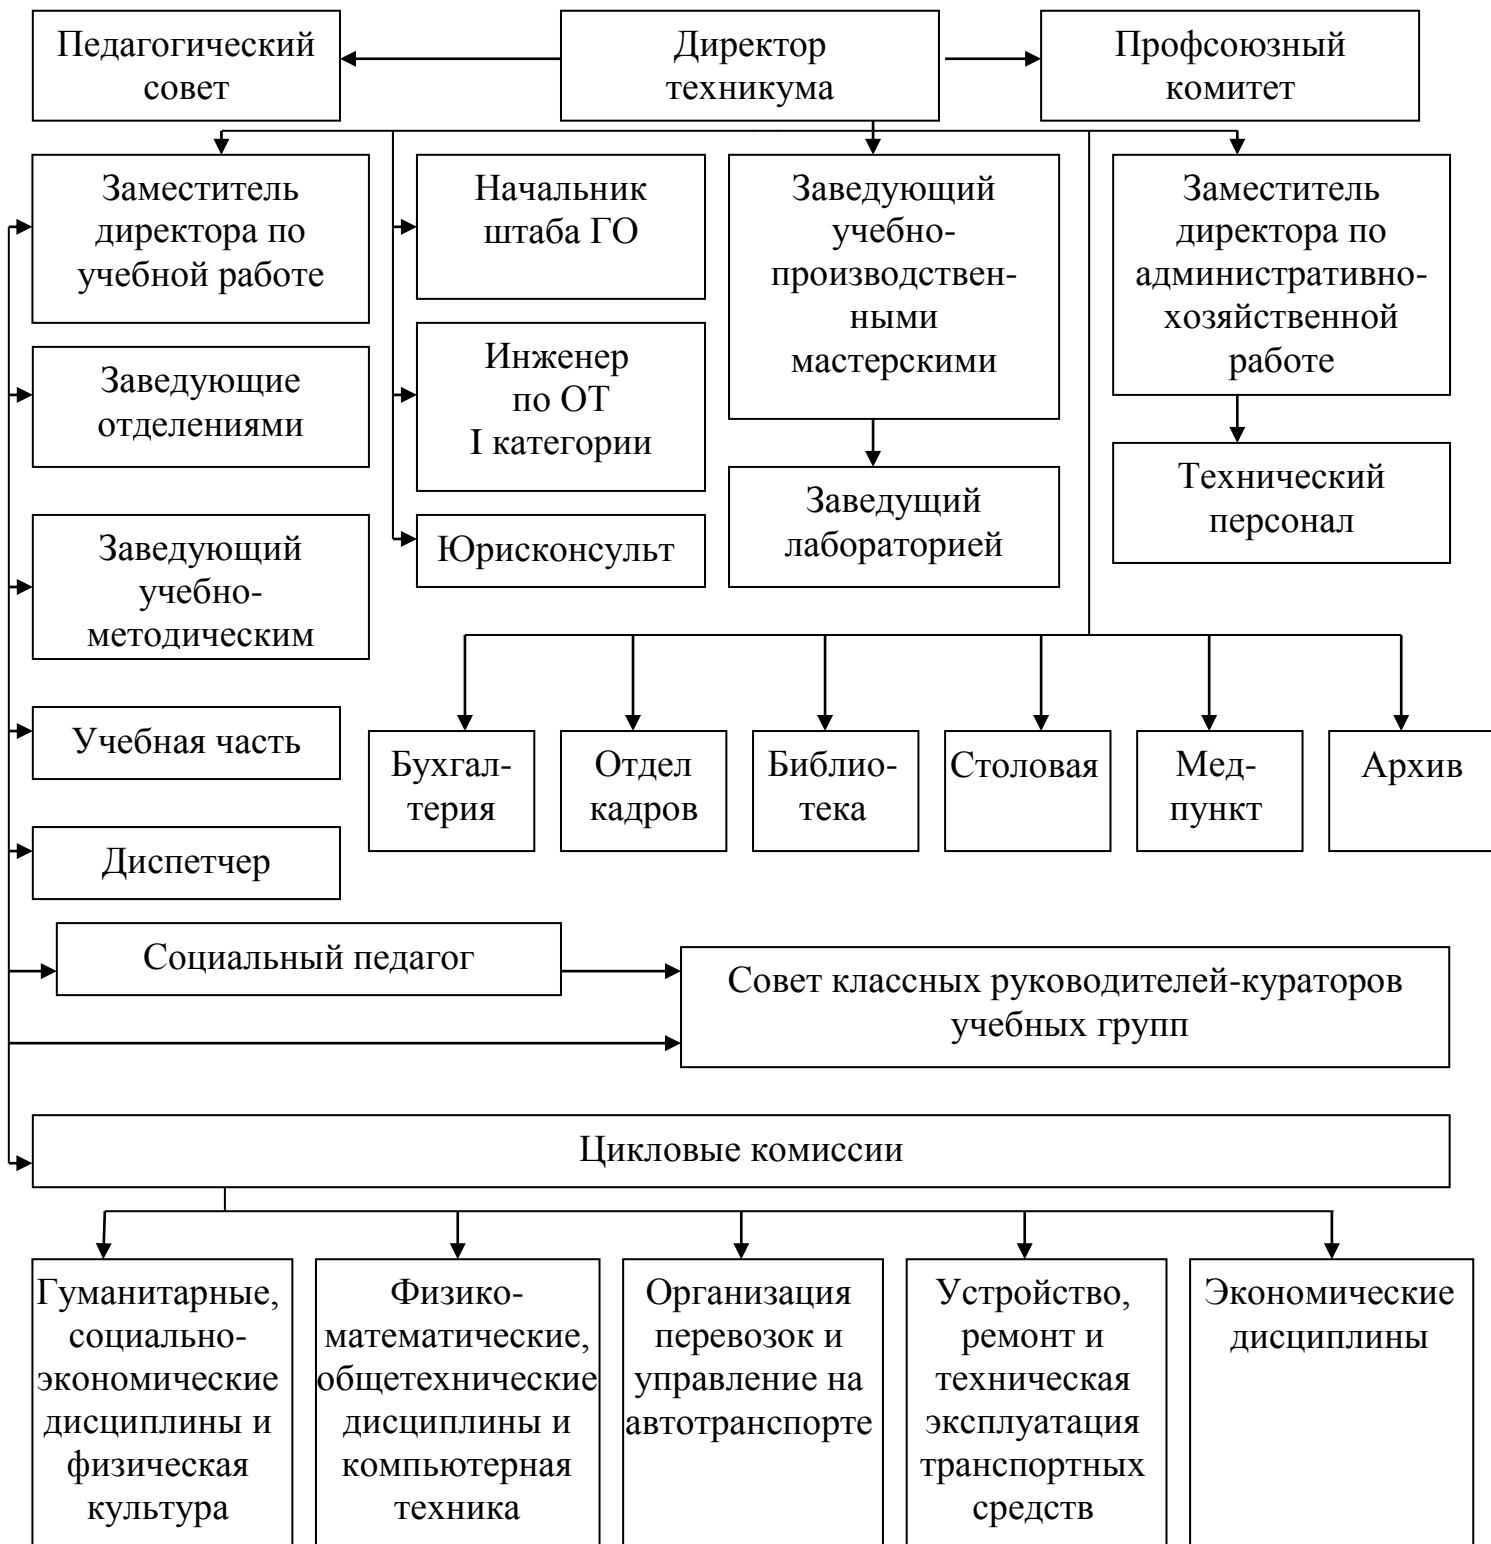 Педагогический
совет
Директор
техникума
Профсоюзный
комитет
Заместитель
директора по
учебной работе
Начальник
штаба ГО
Заведующий
учебно-
производствен-
ными
мастерскими
Заместитель
директора по
административно-
хозяйственной
работе
Заведующие
отделениями
Инженер
по ОТ
I категории
Заведущий
лабораторией
Технический
персонал
Заведующий
учебно-
методическим
Юрисконсульт
Учебная часть
Диспетчер
Бухгал-
терия
Отдел
кадров
Библио-
тека
Столовая
Мед-
пункт
Архив
Социальный педагог
Совет классных руководителей-кураторов
учебных групп
Цикловые комиссии
Гуманитарные,
социально-
экономические
дисциплины и
физическая
культура
Физико-
математические,
общетехнические
дисциплины и
компьютерная
техника
Организация
перевозок и
управление на
автотранспорте
Устройство,
ремонт и
техническая
эксплуатация
транспортных
средств
Экономические
дисциплины